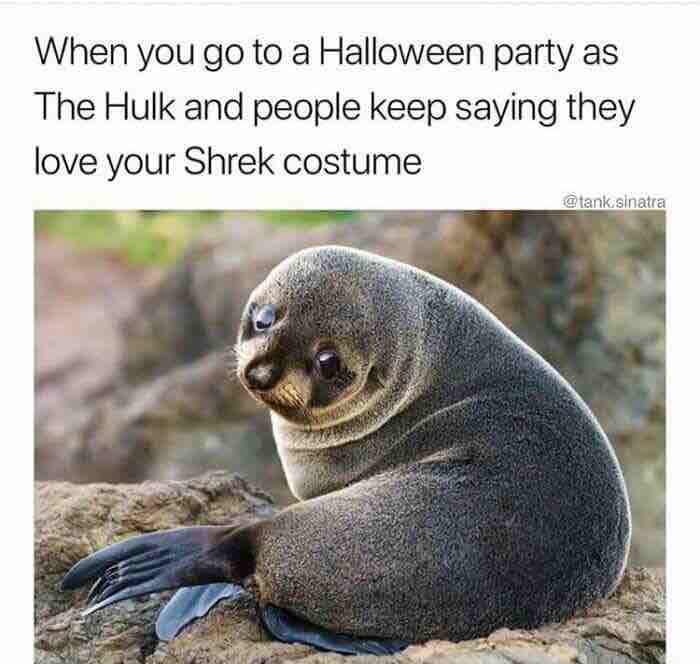 When you go to a Halloween party as
The Hulk and people keep saying they
love your Shrek costume
@tank.sinatra